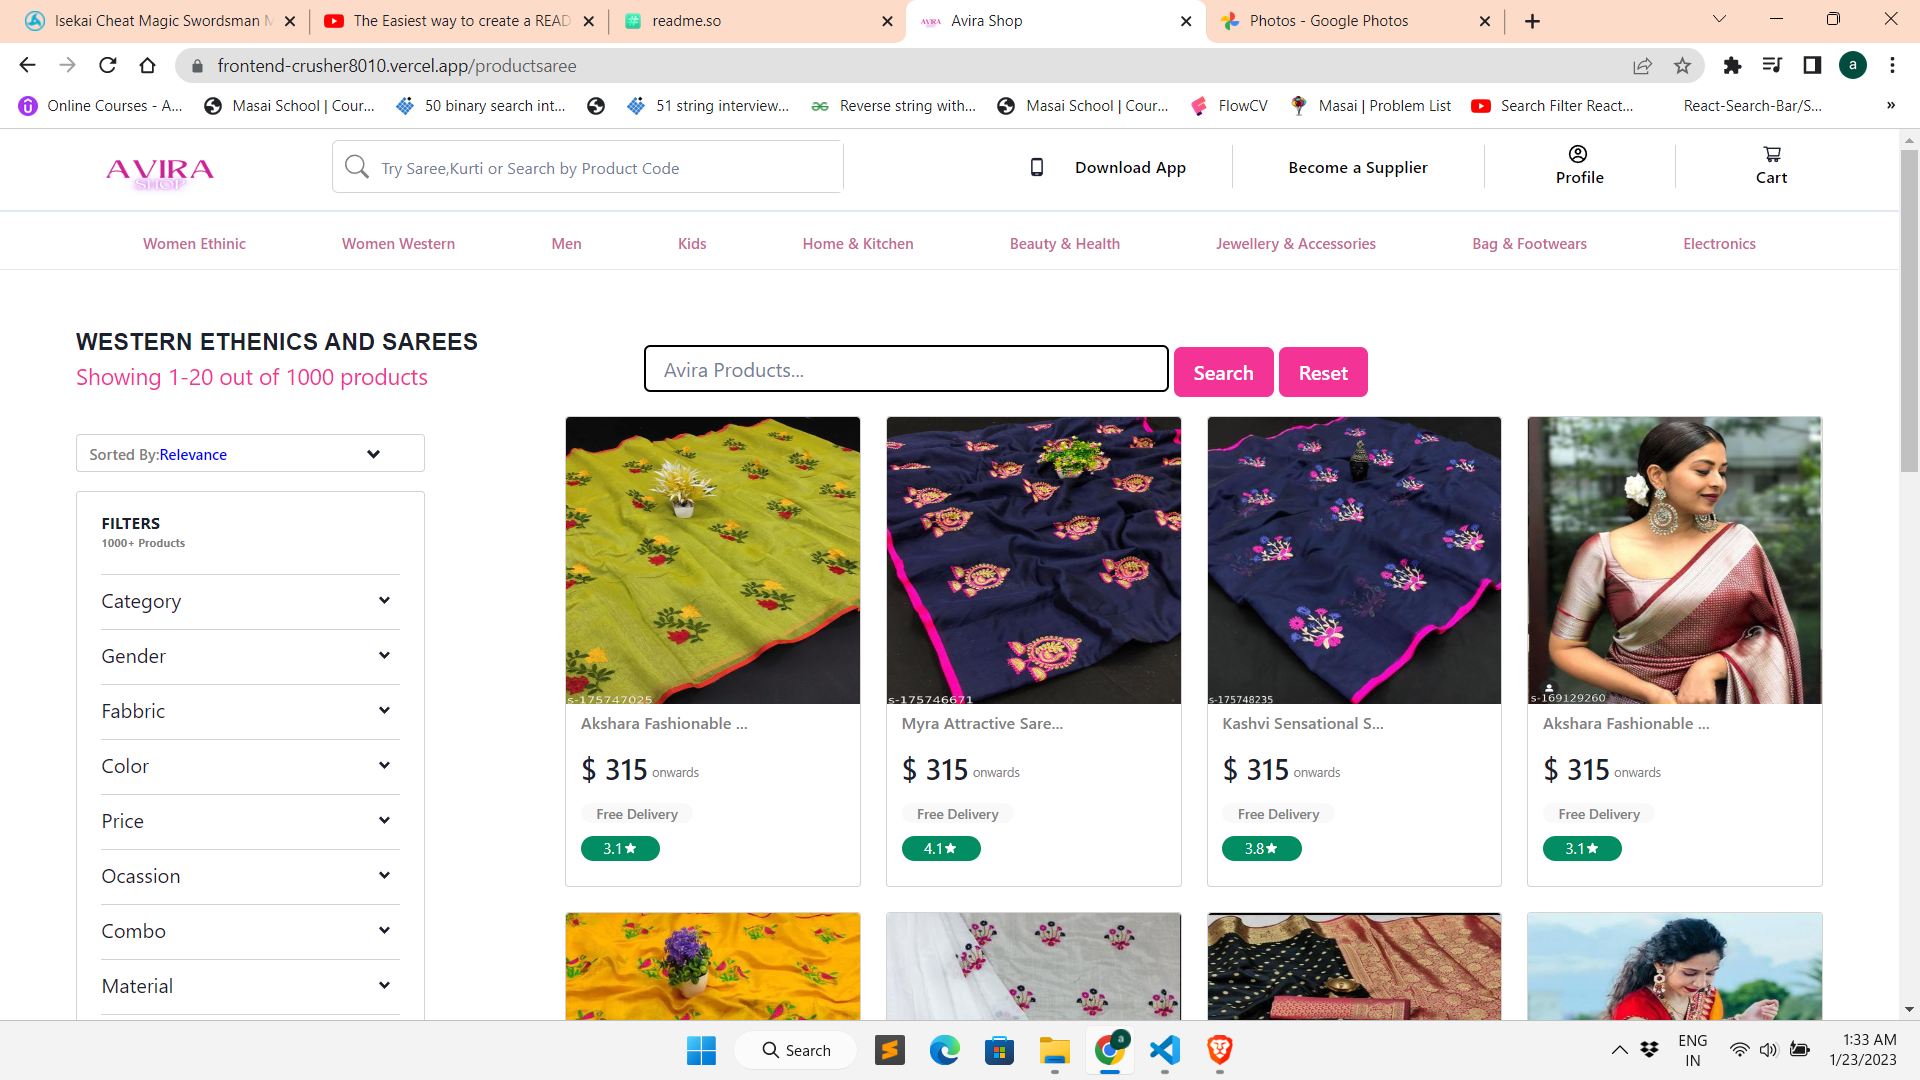 Isekai Cheat Magic Swordsman M
The Easiest way to create a READ
readme.so
Avira Shop
Photos - Google Photos
frontend-crusher8010.vercel.app/productsaree
a
Online Courses - A...
Masai School | Cour...
50 binary search int...
51 string interview...
Reverse string with...
Masai School | Cour...
FlowCV
Masai | Problem List
Search Filter React...
React-Search-Bar/S...
»
AVIRA
SHOP
Try Saree,Kurti or Search by Product Code
Download App
Become a Supplier
Profile
Cart
Women Ethinic
Women Western
Men
Kids
Home & Kitchen
Beauty & Health
Jewellery & Accessories
Bag & Footwears
Electronics
WESTERN ETHENICS AND SAREES
Showing 1-20 out of 1000 products
Avira Products...
Search
Reset
Sorted By:Relevance
FILTERS
1000+ Products
Category
Gender
Fabbric
Color
Price
Ocassion
Combo
Material
s-175747025
Akshara Fashionable ...
$ 315 onwards
Free Delivery
3.1★
s-175746671
Myra Attractive Sare...
$ 315 onwards
Free Delivery
4.1★
s-175748235
Kashvi Sensational S...
$ 315 onwards
Free Delivery
3.8★
s-169129260
Akshara Fashionable ...
$ 315 onwards
Free Delivery
3.1★
Search
a
ENG
IN
1:33 AM
1/23/2023